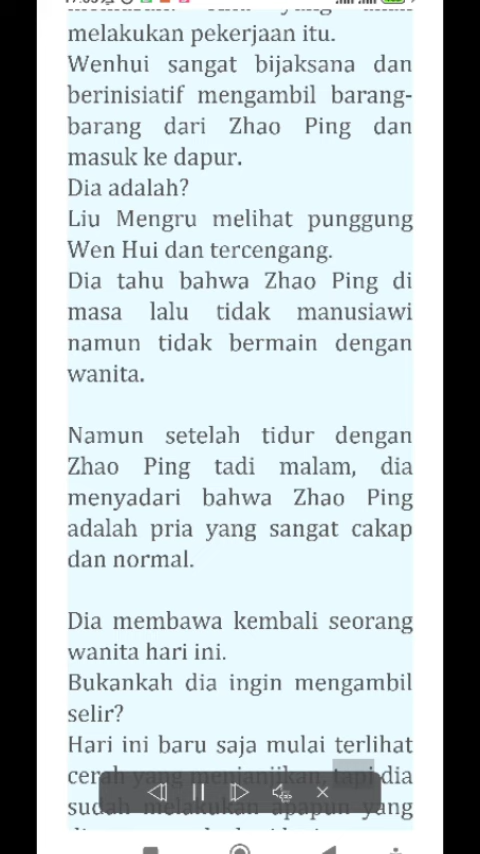 melakukan pekerjaan itu.
Wenhui sangat bijaksana dan
berinisiatif mengambil barang-
barang dari Zhao Ping dan
masuk ke dapur.
Dia adalah?
Liu Mengru melihat punggung
Wen Hui dan tercengang.
Dia tahu bahwa Zhao Ping di
masa lalu tidak manusiawi
namun tidak bermain dengan
wanita.
Namun setelah tidur dengan
Zhao Ping tadi malam, dia
menyadari bahwa Zhao Ping
adalah pria yang sangat cakap
dan normal.
Dia membawa kembali seorang
wanita hari ini.
Bukankah dia ingin mengambil
selir?
Hari ini baru saja mulai terlihat
cerah yang menjanjikan, tapi dia
sudah melakukan apapun yang